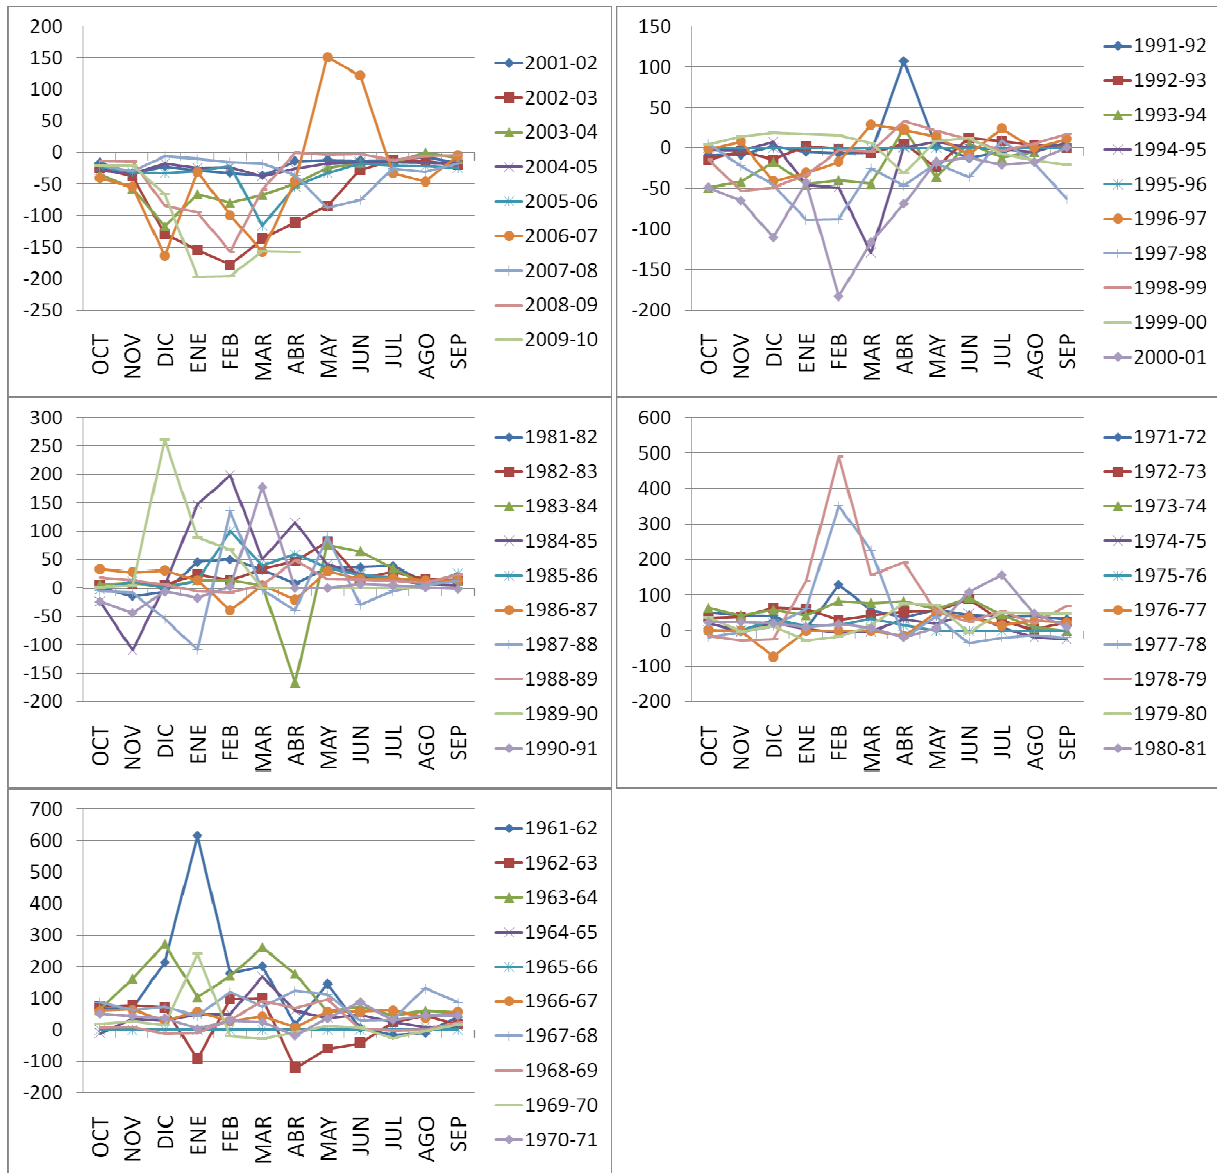 200
150
100
50
0
-50
-100
-150
-200
-250
OCT
NOV
DIC
ENE
FEB
MAR
ABR
MAY
JUN
JUL
AGO
SEP
2001-02
2002-03
2003-04
2004-05
2005-06
2006-07
2007-08
2008-09
2009-10
150
100
50
0
-50
-100
-150
-200
OCT
NOV
DIC
ENE
FEB
MAR
ABR
MAY
JUN
JUL
AGO
SEP
1991-92
1992-93
1993-94
1994-95
1995-96
1996-97
1997-98
1998-99
1999-00
2000-01
300
250
200
150
100
50
0
-50
-100
-150
-200
OCT
NOV
DIC
ENE
FEB
MAR
ABR
MAY
JUN
JUL
AGO
SEP
1981-82
1982-83
1983-84
1984-85
1985-86
1986-87
1987-88
1988-89
1989-90
1990-91
600
500
400
300
200
100
0
-100
-200
OCT
NOV
DIC
ENE
FEB
MAR
ABR
MAY
JUN
JUL
AGO
SEP
1971-72
1972-73
1973-74
1974-75
1975-76
1976-77
1977-78
1978-79
1979-80
1980-81
700
600
500
400
300
200
100
0
-100
-200
OCT
NOV
DIC
ENE
FEB
MAR
ABR
MAY
JUN
JUL
AGO
SEP
1961-62
1962-63
1963-64
1964-65
1965-66
1966-67
1967-68
1968-69
1969-70
1970-71